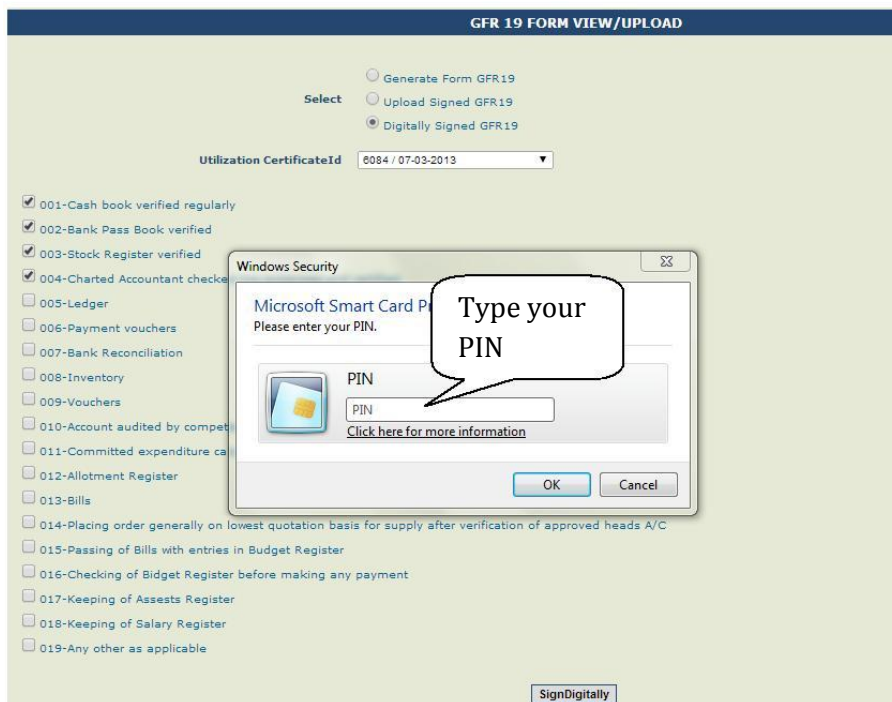 GFR 19 FORM VIEW/UPLOAD
Generate Form GFR19
Select
Upload Signed GFR19
Digitally Signed GFR19
Utilization CertificateId 6084 / 07-03-2013
001-Cash book verified regularly
002-Bank Pass Book verified
003-Stock Register verified
004-Charted Accountant checke
005-Ledger
006-Payment vouchers
007-Bank Reconciliation
008-Inventory
009-Vouchers
010-Account audited by compet
011-Committed expenditure ca
012-Allotment Register
013-Bills
014-Placing order generally on lowest quotation basis for supply after verification of approved heads A/C
015-Passing of Bills with entries in Budget Register
016-Checking of Bidget Register before making any payment
017-Keeping of Assests Register
018-Keeping of Salary Register
019-Any other as applicable
Windows Security
Microsoft Smart Card P
Please enter your PIN.
Type your
PIN
PIN
PIN
Click here for more information
OK Cancel
SignDigitally